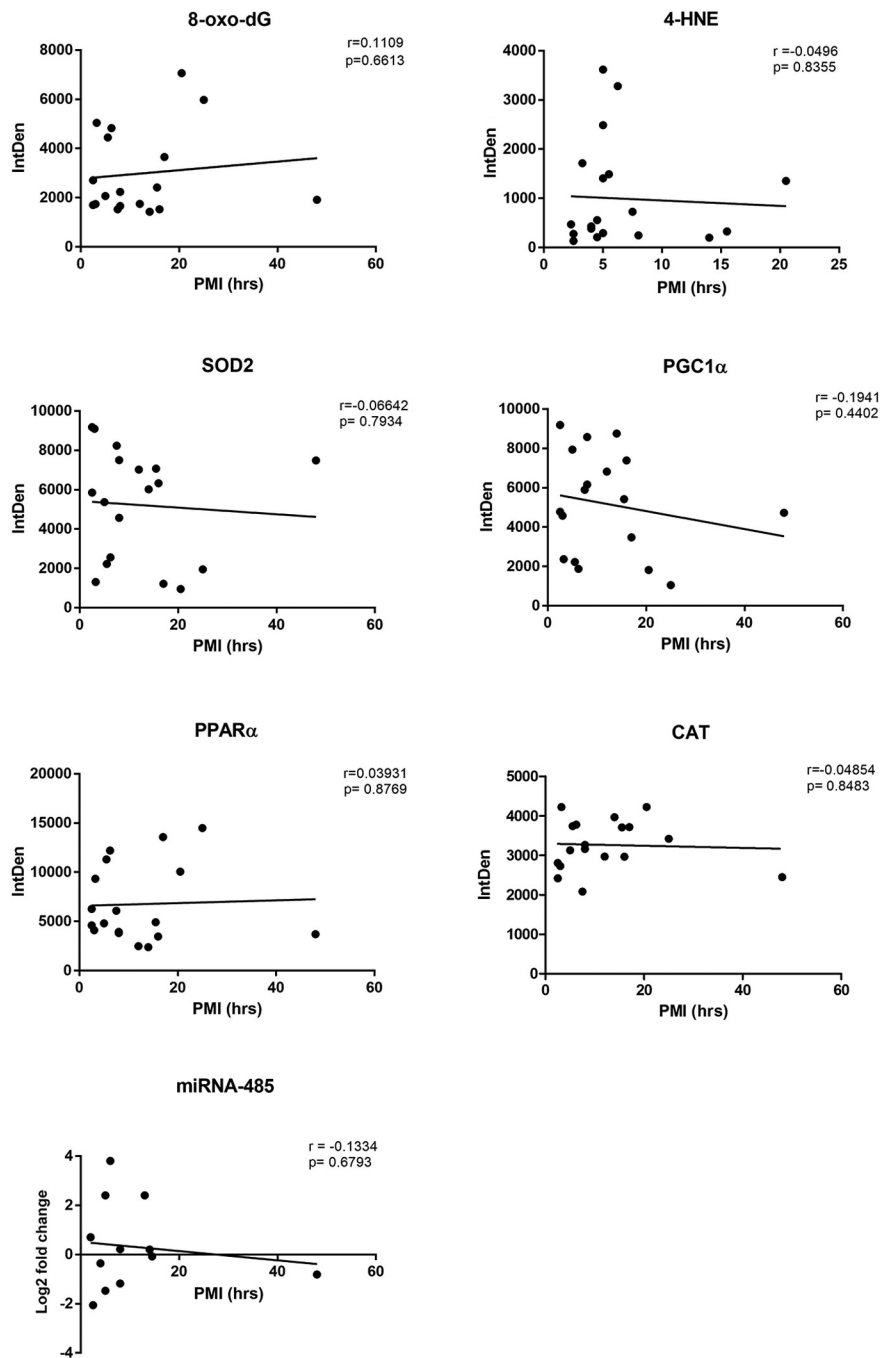 8-oxo-dG
r=0.1109
p=0.6613
8000
6000
4000
2000
0
IntDen
0 20 40 60
PMI (hrs)
4-HNE
r =-0.0496
p= 0.8355
4000
3000
2000
1000
0
IntDen
0 5 10 15 20 25
PMI (hrs)
SOD2
r=-0.06642
p= 0.7934
10000
8000
6000
4000
2000
0
IntDen
0 20 40 60
PMI (hrs)
PGC1α
r= -0.1941
p= 0.4402
10000
8000
6000
4000
2000
0
IntDen
0 20 40 60
PMI (hrs)
PPARα
r=0.03931
p= 0.8769
20000
15000
10000
5000
0
IntDen
0 20 40 60
PMI (hrs)
CAT
r=-0.04854
p= 0.8483
5000
4000
3000
2000
1000
0
IntDen
0 20 40 60
PMI (hrs)
miRNA-485
r = -0.1334
p= 0.6793
4
2
0
-2
-4
Log2 fold change
20 40 60
PMI (hrs)